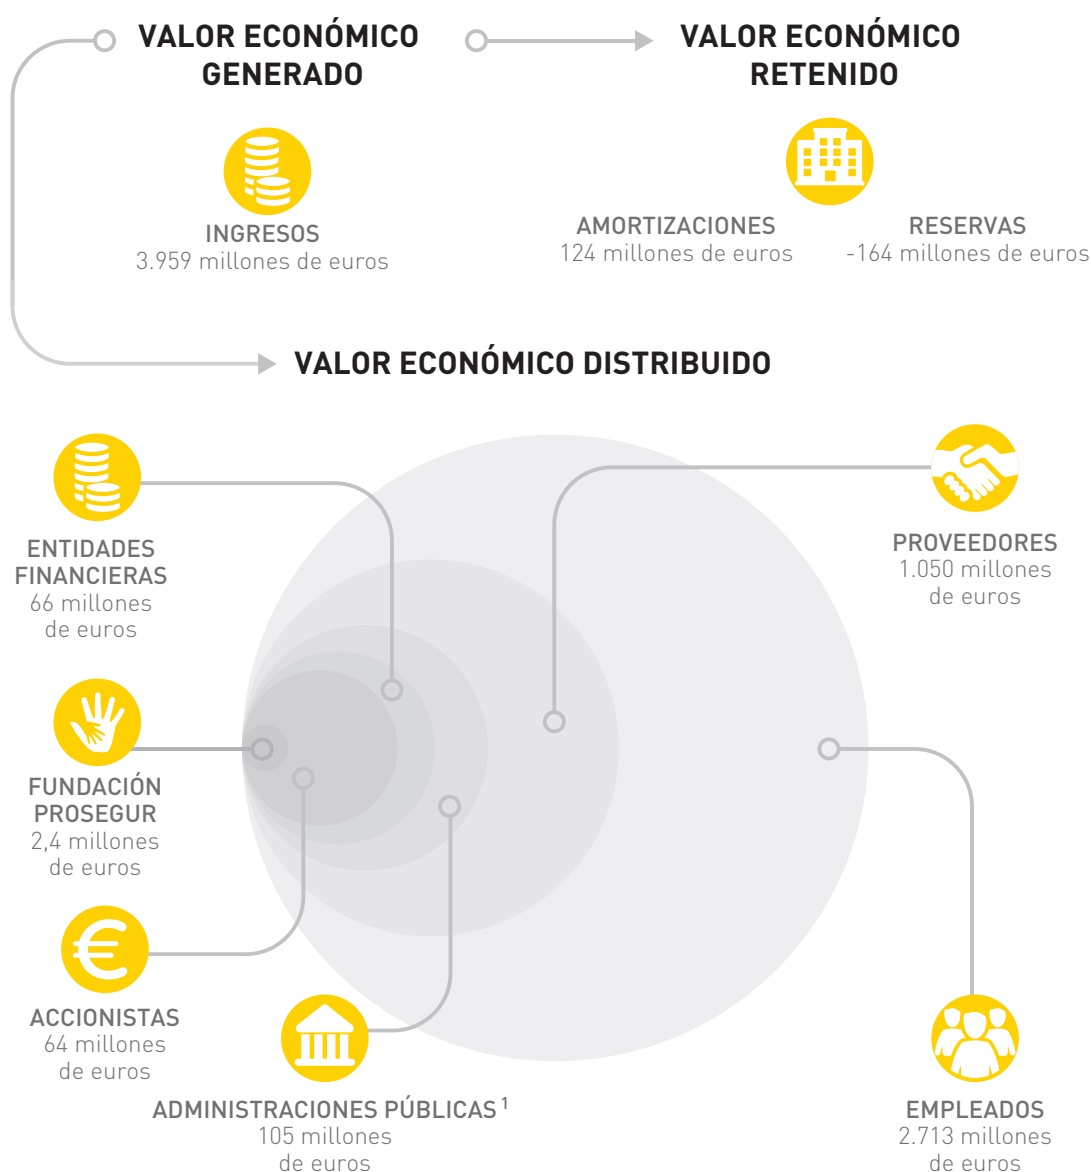 VALOR ECONÓMICO
GENERADO
VALOR ECONÓMICO
RETENIDO
INGRESOS
3.959 millones de euros
AMORTIZACIONES
124 millones de euros
RESERVAS
-164 millones de euros
VALOR ECONÓMICO DISTRIBUIDO
ENTIDADES
FINANCIERAS
66 millones
de euros
PROVEEDORES
1.050 millones
de euros
FUNDACIÓN
PROSEGUR
2,4 millones
de euros
ACCIONISTAS
64 millones
de euros
ADMINISTRACIONES PÚBLICAS ¹
105 millones
de euros
EMPLEADOS
2.713 millones
de euros